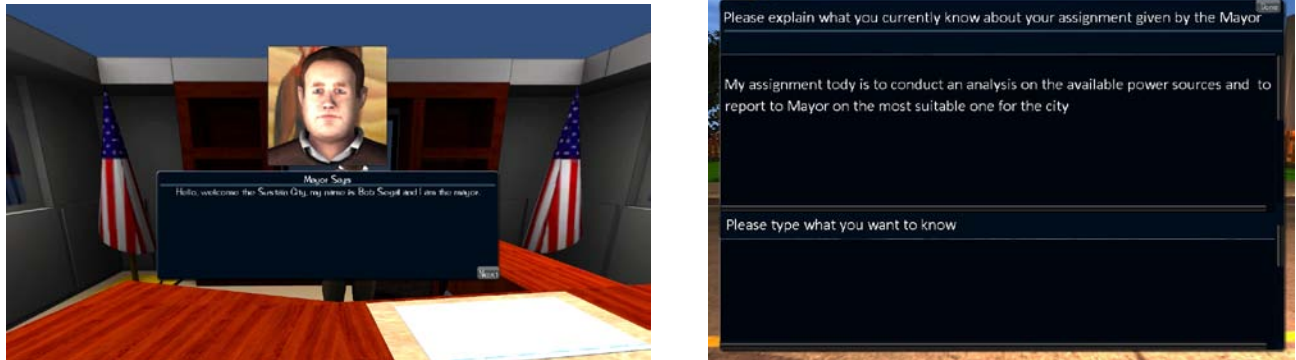 Mayor Says
Hello, welcome the Sustain City, my name is Bob Segal and I am the mayor.
Next
Please explain what you currently know about your assignment given by the Mayor
Done
My assignment tody is to conduct an analysis on the available power sources and to
report to Mayor on the most suitable one for the city
Please type what you want to know